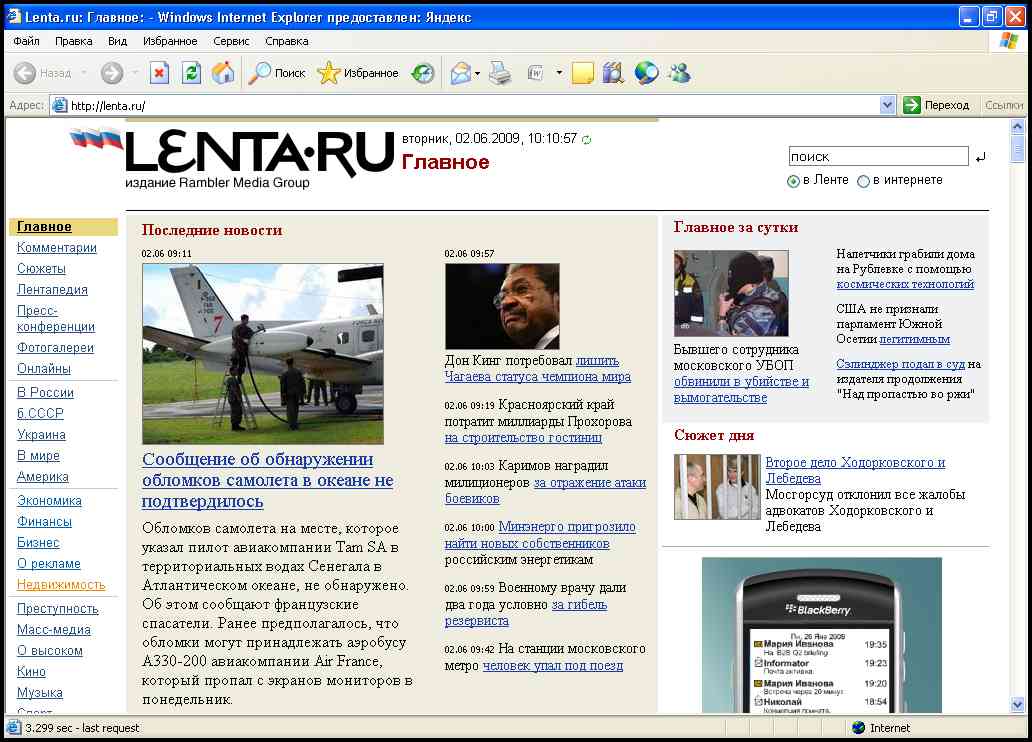 Lenta.ru: Главное: - Windows Internet Explorer предоставлен: Яндекс
Файл Правка Вид Избранное Сервис Справка
Назад Поиск Избранное
Адрес: http://lenta.ru/ Переход Ссылки
LENTA.RU
издание Rambler Media Group
вторник, 02.06.2009, 10:10:57
Главное
поиск
в Ленте в интернете
Главное
Комментарии
Сюжеты
Лентапедия
Пресс-
конференции
Фотогалереи
Онлайны
В России
б.СССР
Украина
В мире
Америка
Экономика
Финансы
Бизнес
О рекламе
Недвижимость
Преступность
Масс-медиа
О высоком
Кино
Музыка
Спорт
Последние новости
02.06 09:11
7
Сообщение об обнаружении
обломков самолета в океане не
подтвердилось
Обломков самолета на месте, которое
указал пилот авиакомпании Tam SA в
территориальных водах Сенегала в
Атлантическом океане, не обнаружено.
Об этом сообщают французские
спасатели. Ранее предполагалось, что
обломки могут принадлежать аэробусу
A330-200 авиакомпании Air France,
который пропал с экранов мониторов в
понедельник.
02.06 09:57
Дон Кинг потребовал лишить
Чагаева статуса чемпиона мира
02.06 09:19 Красноярский край
потратит миллиарды Прохорова
на строительство гостиниц
02.06 10:03 Каримов наградил
милиционеров за отражение атаки
боевиков
02.06 10:00 Минэнерго пригрозило
найти новых собственников
российским энергетикам
02.06 09:59 Военному врачу дали
два года условно за гибель
резервиста
02.06 09:42 На станции московского
метро человек упал под поезд
Главное за сутки
Бывшего сотрудника
московского УБОП
обвинили в убийстве и
вымогательстве
Налетчики грабили дома
на Рублевке с помощью
космических технологий
США не признали
парламент Южной
Осетии легитимным
Сэлинджер подал в суд на
издателя продолжения
"Над пропастью во ржи"
Сюжет дня
Второе дело Ходорковского и
Лебедева
Мосгорсуд отклонил все жалобы
адвокатов Ходорковского и
Лебедева
BlackBerry
Пн, 26 Янв 2009
Мария Иванова 19:35
На B2B Q2 briefing
Informator 19:23
Почта активна.
Мария Иванова 19:20
Встреча через 20 минут
Николай 18:54
3.299 sec - last request Internet